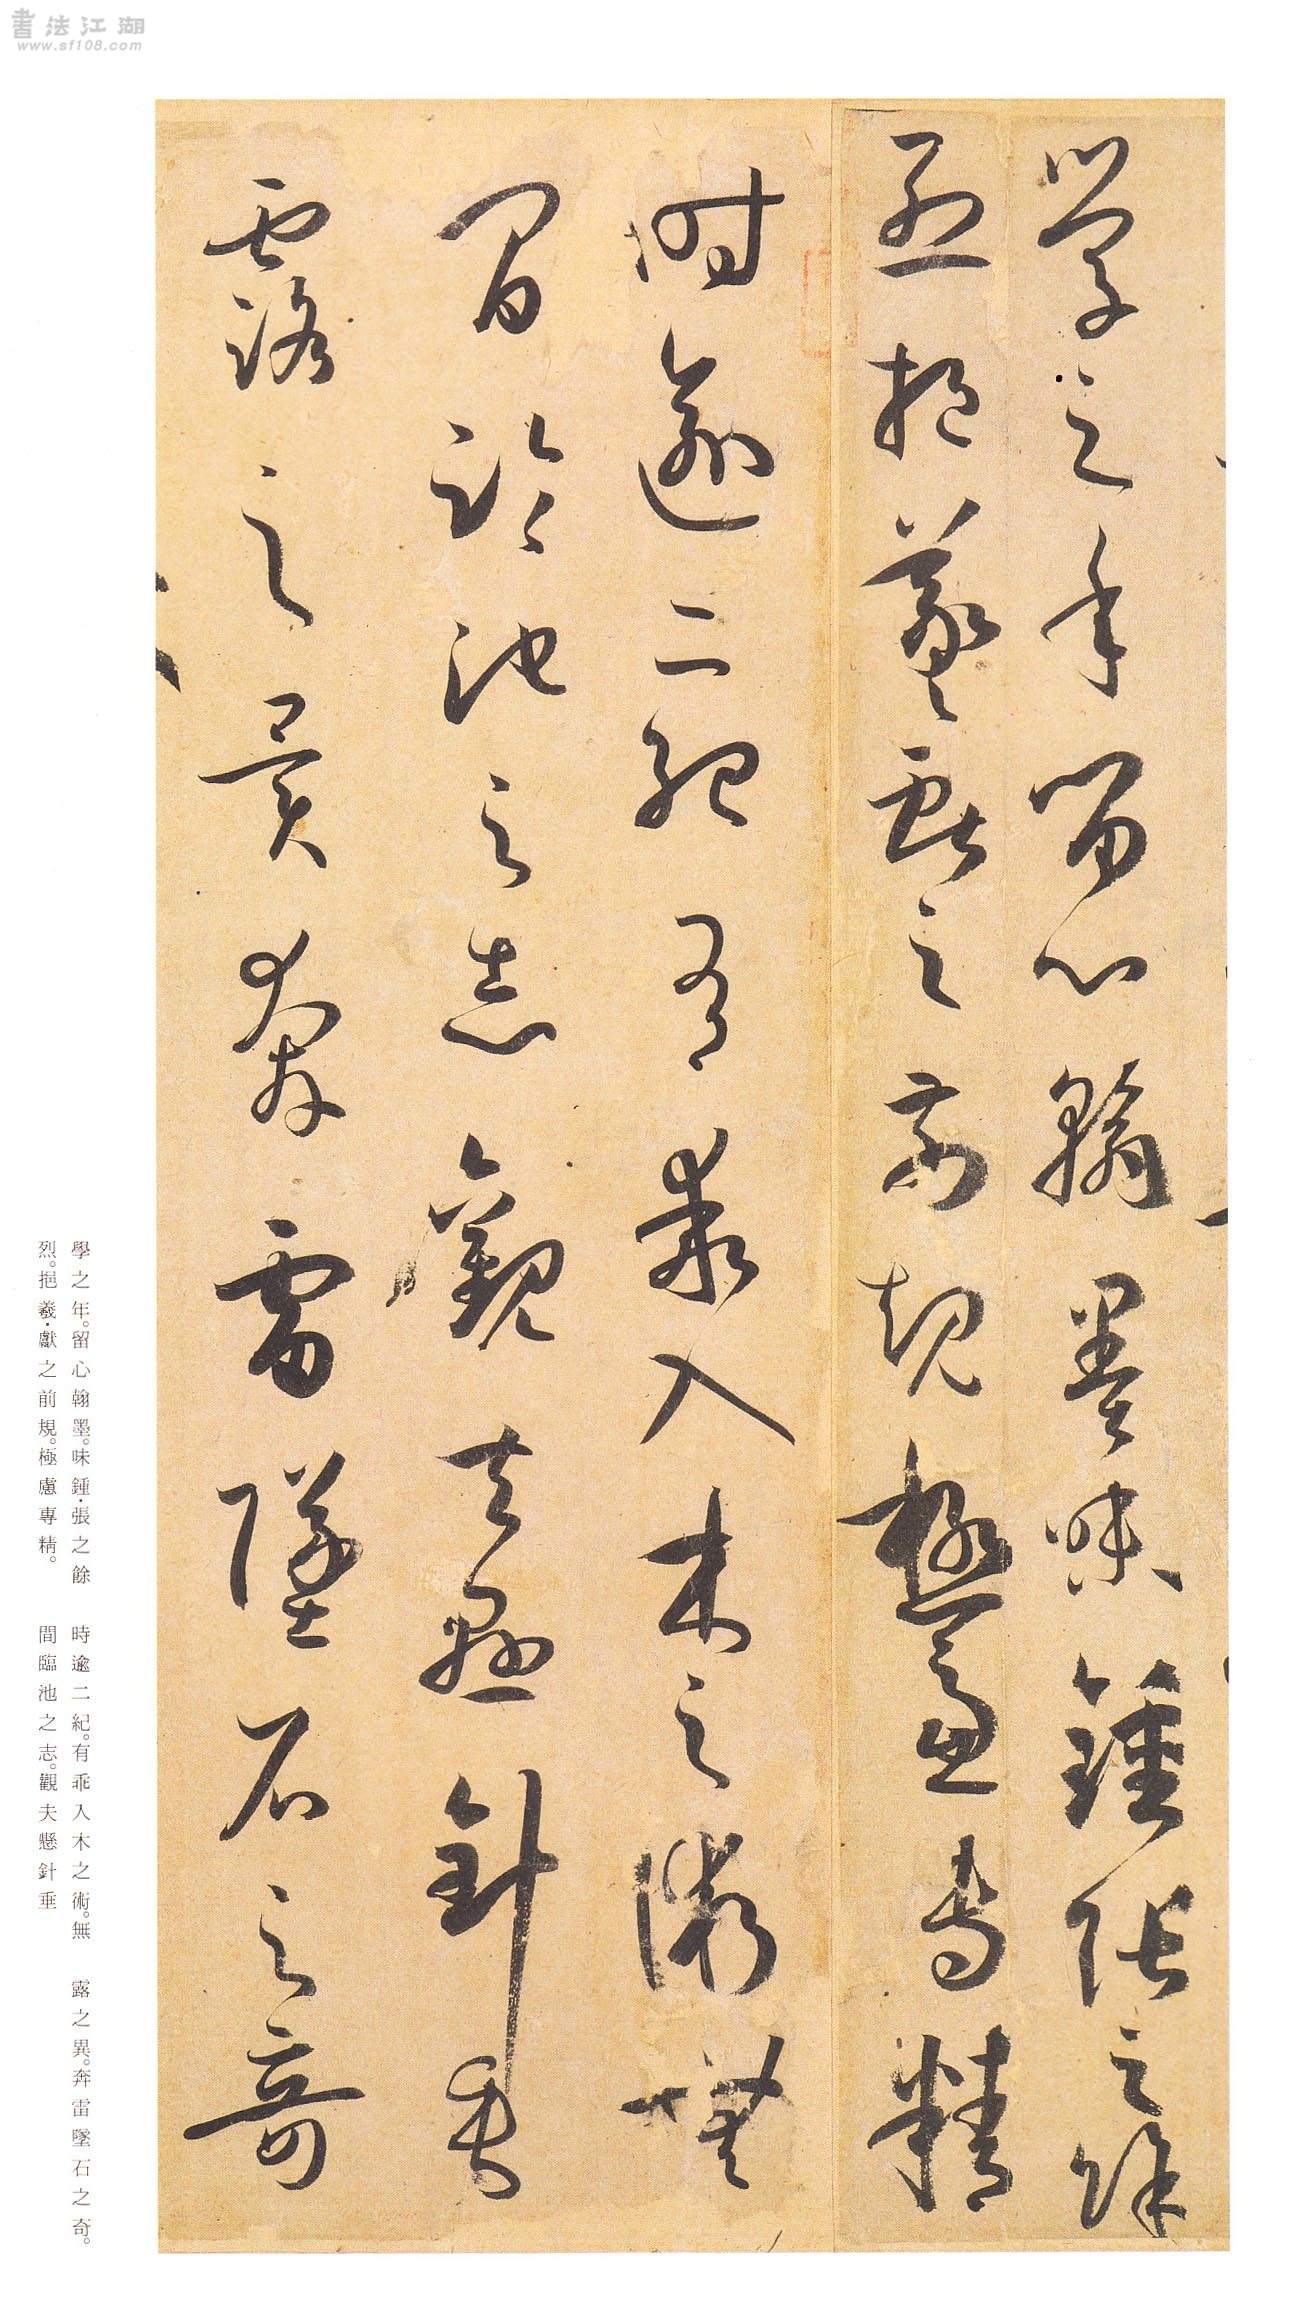 書法江湖
www.sf108.com
學之年留心翰墨味鍾張之餘
烈挹羲獻之前規極慮專精
時逾二紀有乖入木之術無
間臨池之志觀夫懸針垂
露之異奔雷墜石之奇
學之年。留心翰墨。味鍾·張之餘
烈。挹羲·獻之前規。極慮專精。
時逾二紀。有乖入木之術。無
間臨池之志。觀夫懸針垂
露之異。奔雷墜石之奇。